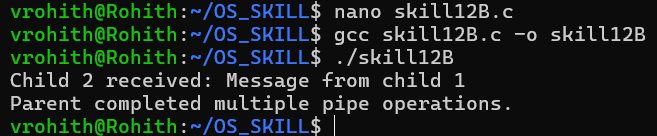 vrohith@Rohith:~/OS_SKILL$ nano skill12B.c
vrohith@Rohith:~/OS_SKILL$ gcc skill12B.c -o skill12B
vrohith@Rohith:~/OS_SKILL$ ./skill12B
Child 2 received: Message from child 1
Parent completed multiple pipe operations.
vrohith@Rohith:~/OS_SKILL$